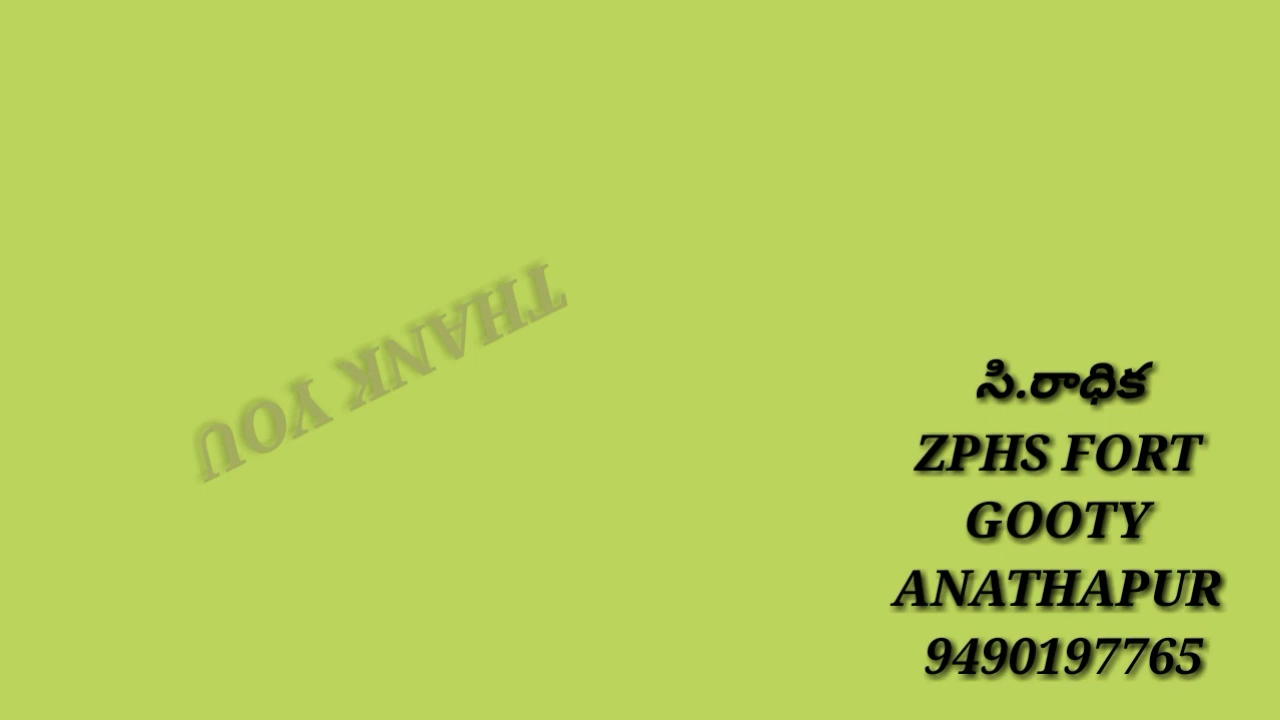 THANK YOU
సి.రాధిక
ZPHS FORT
GOOTY
ANATHAPUR
9490197765